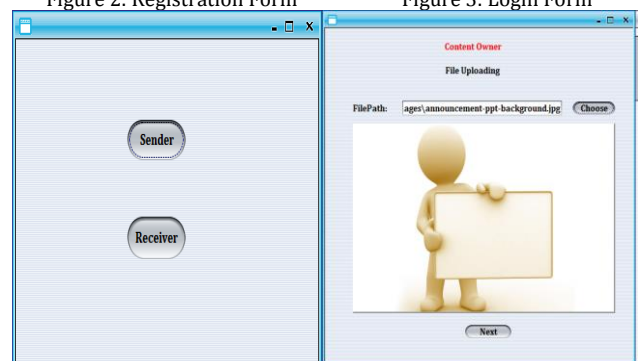 Figure 2. Registration Form
Figure 3. Login Form
Sender
Receiver
Content Owner
File Uploading
FilePath: ages\announcement-ppt-background.jpg Choose
Next